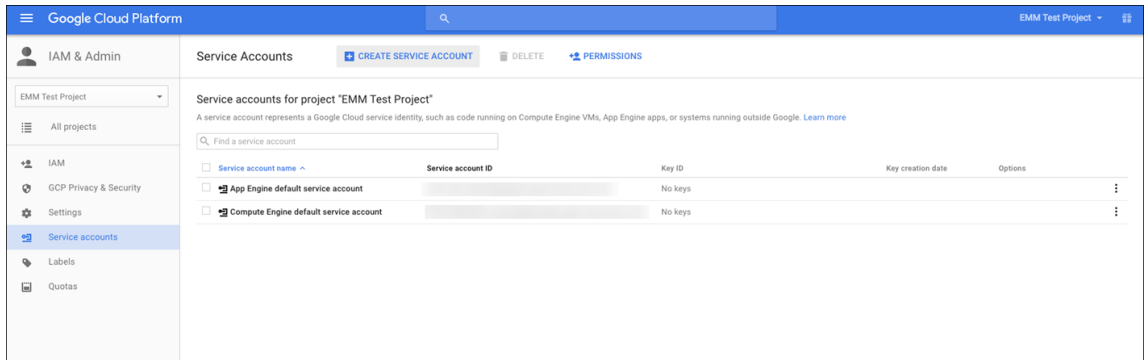 Google Cloud Platform
EMM Test Project
IAM & Admin
Service Accounts
CREATE SERVICE ACCOUNT
DELETE
PERMISSIONS
EMM Test Project
All projects
IAM
GCP Privacy & Security
Settings
Service accounts
Labels
Quotas
Service accounts for project "EMM Test Project"
A service account represents a Google Cloud service identity, such as code running on Compute Engine VMs, App Engine apps, or systems running outside Google. Learn more
Find a service account
Service account name Service account ID Key ID Key creation date Options
App Engine default service account No keys
Compute Engine default service account No keys